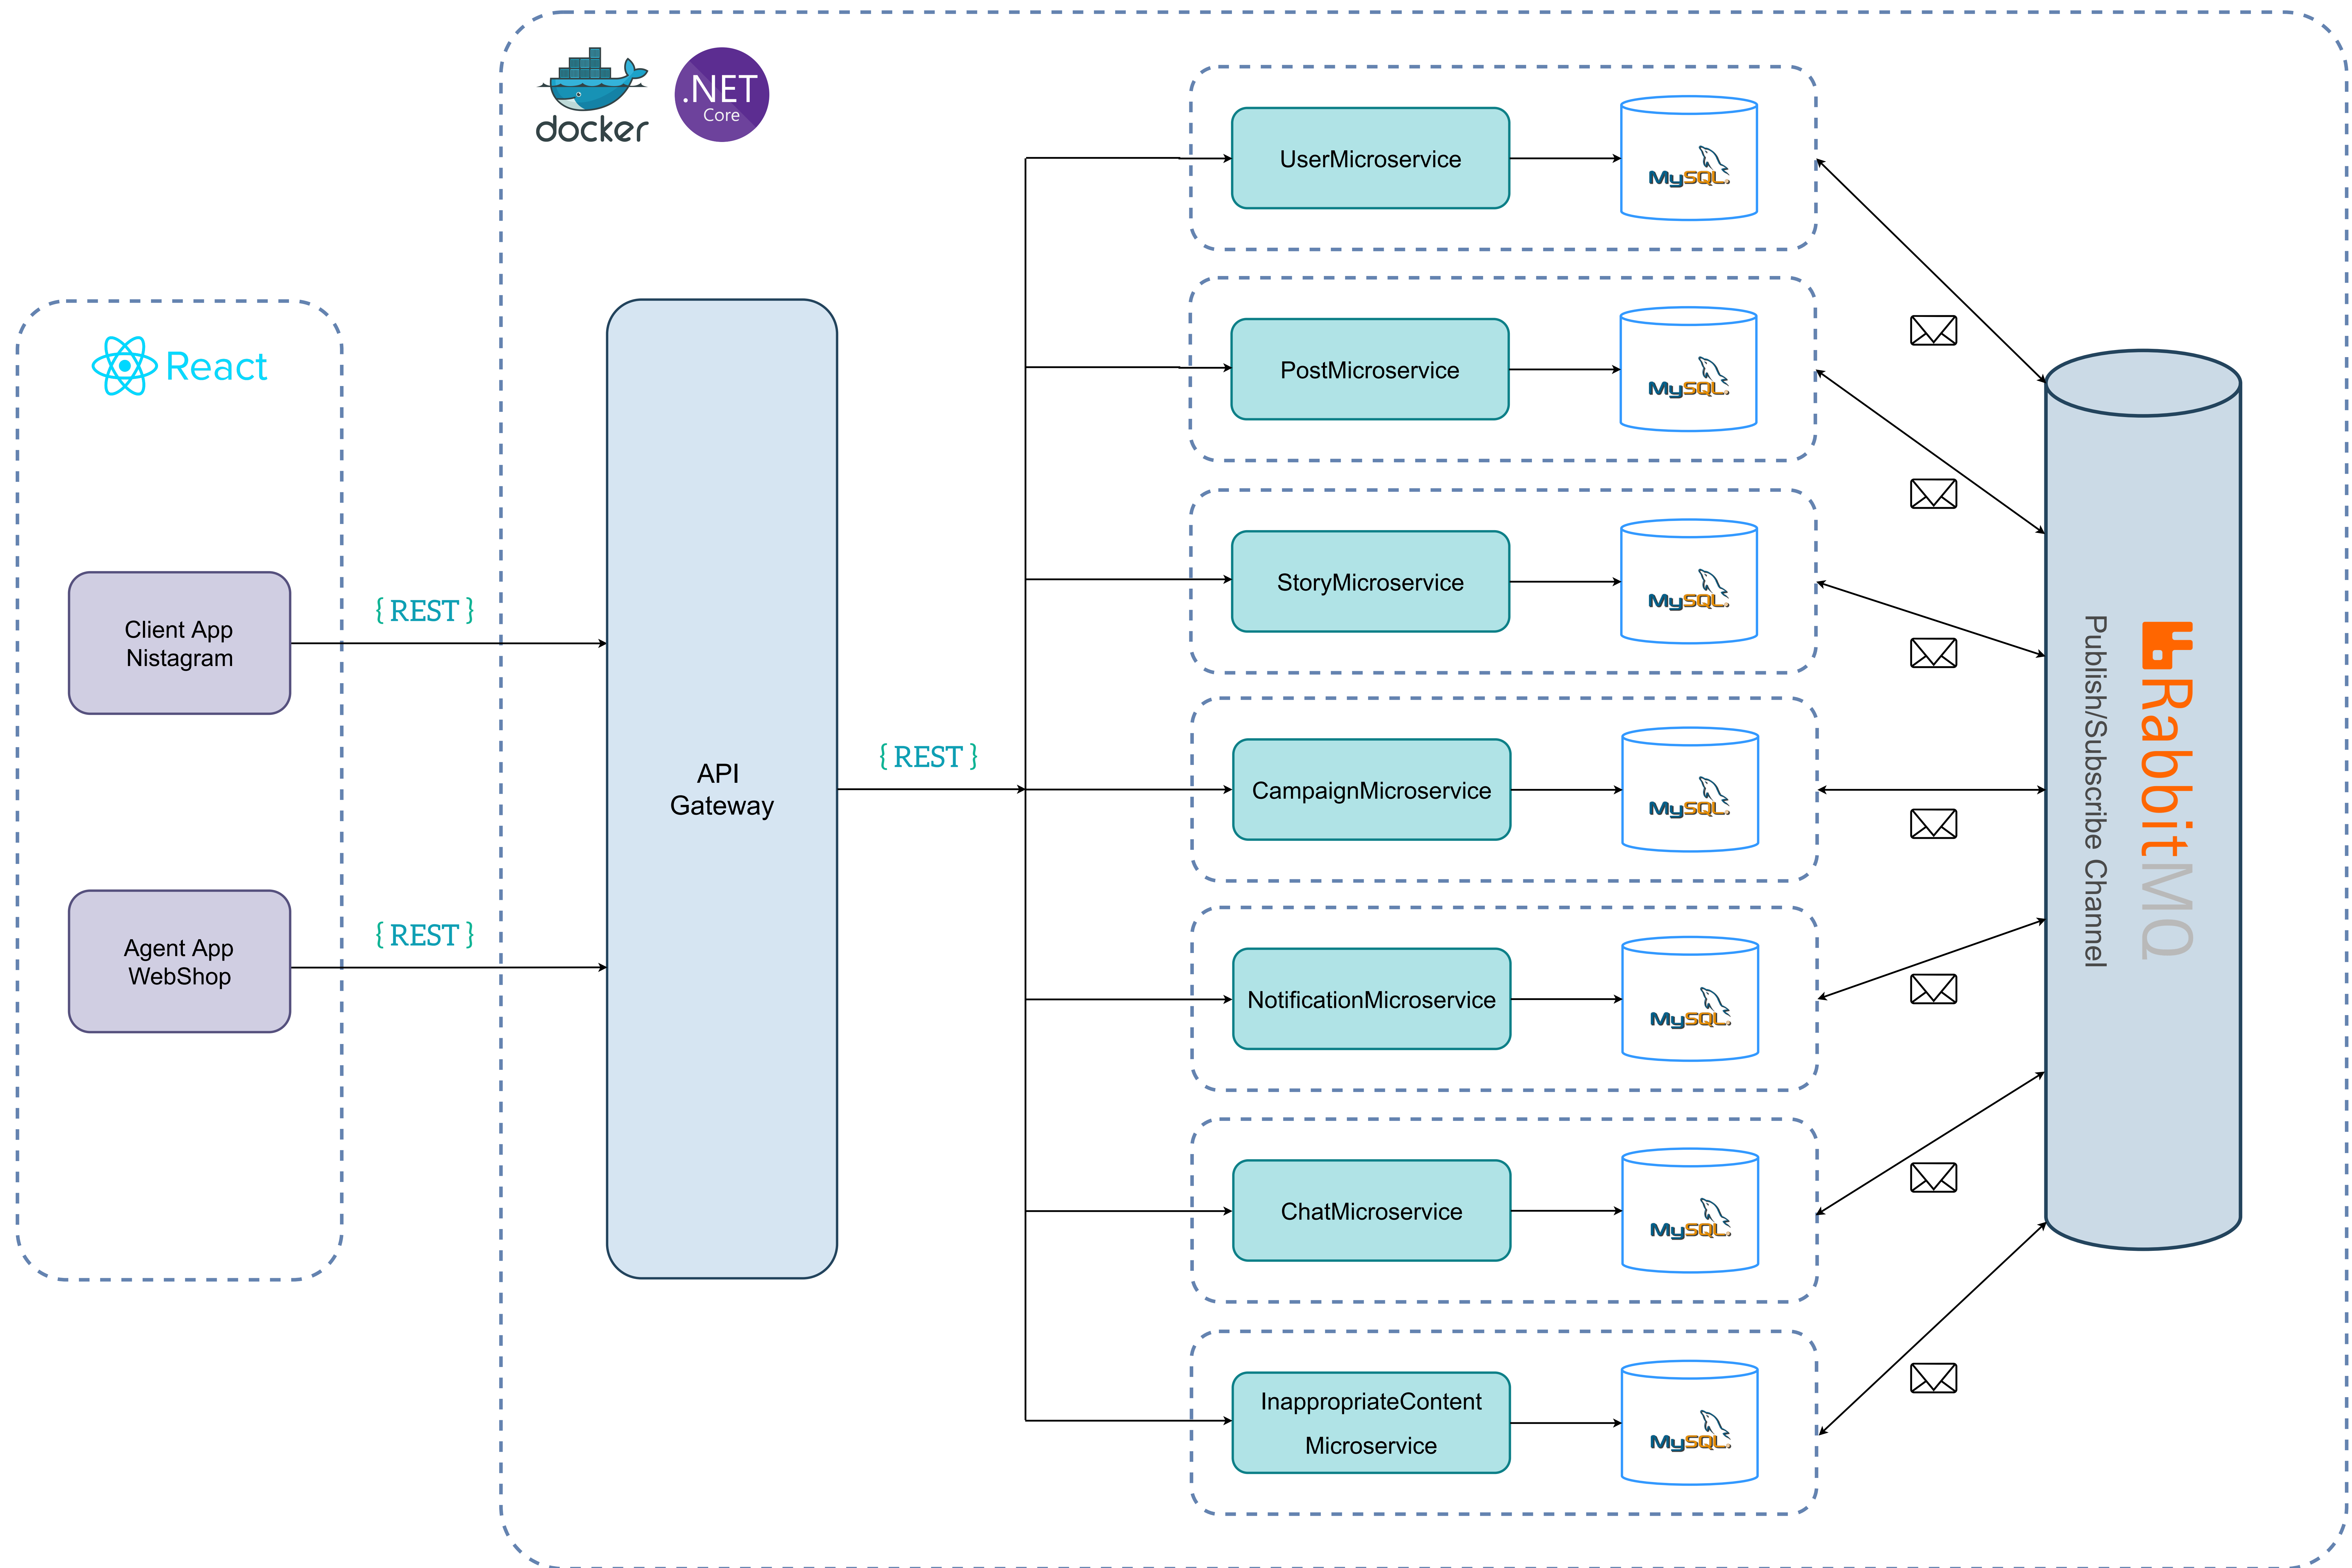 docker
.NET
Core
React
Client App
Nistagram
{ REST }
Agent App
WebShop
{ REST }
API
Gateway
{ REST }
UserMicroservice
MySQL
PostMicroservice
MySQL
StoryMicroservice
MySQL
CampaignMicroservice
MySQL
NotificationMicroservice
MySQL
ChatMicroservice
MySQL
InappropriateContent
Microservice
MySQL
RabbitMQ
Publish/Subscribe Channel